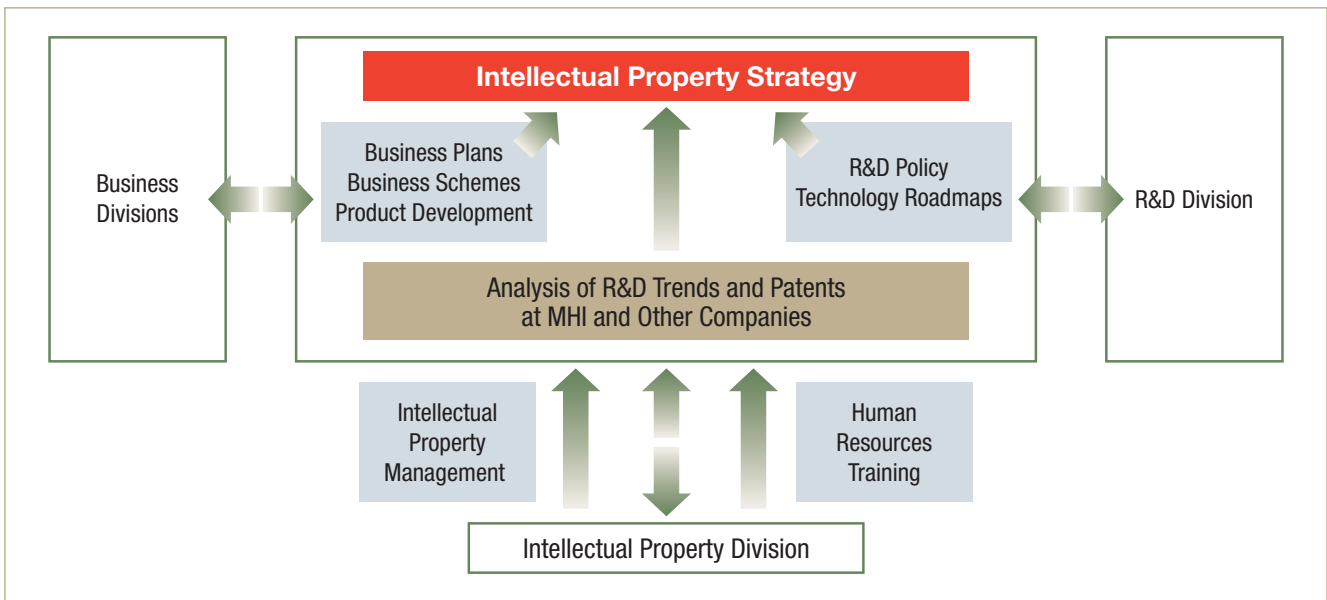 Intellectual Property Strategy
Business
Divisions
Business Plans
Business Schemes
Product Development
R&D Policy
Technology Roadmaps
R&D Division
Analysis of R&D Trends and Patents
at MHI and Other Companies
Intellectual
Property
Management
Human
Resources
Training
Intellectual Property Division